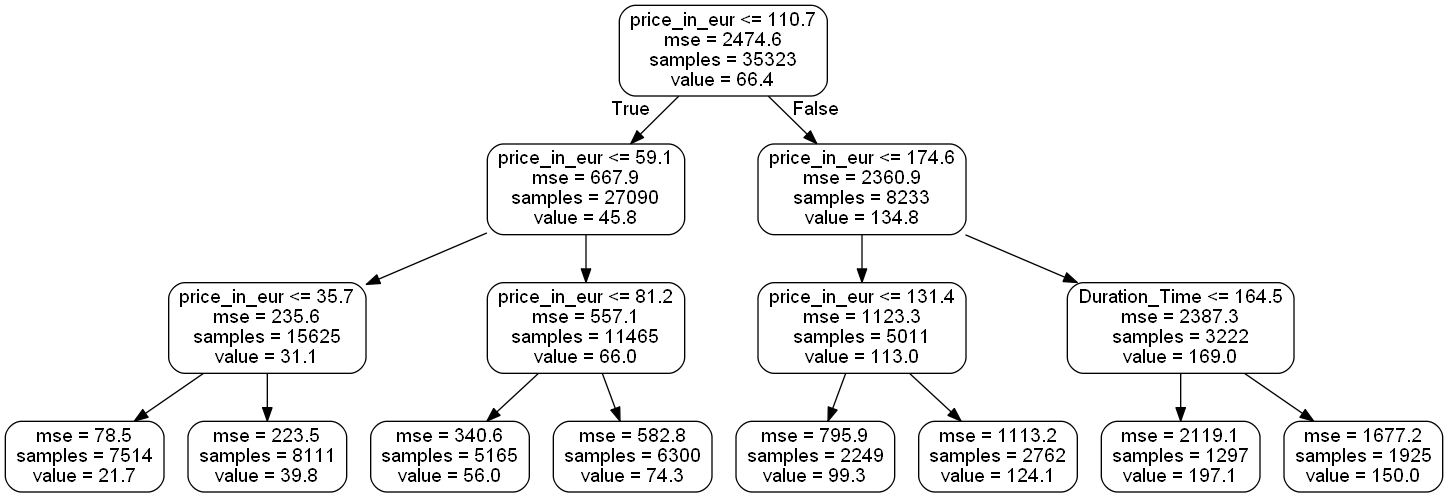 price_in_eur <= 110.7
mse = 2474.6
samples = 35323
value = 66.4
True
False
price_in_eur <= 59.1
mse = 667.9
samples = 27090
value = 45.8
price_in_eur <= 174.6
mse = 2360.9
samples = 8233
value = 134.8
price_in_eur <= 35.7
mse = 235.6
samples = 15625
value = 31.1
price_in_eur <= 81.2
mse = 557.1
samples = 11465
value = 66.0
price_in_eur <= 131.4
mse = 1123.3
samples = 5011
value = 113.0
Duration_Time <= 164.5
mse = 2387.3
samples = 3222
value = 169.0
mse = 78.5
samples = 7514
value = 21.7
mse = 223.5
samples = 8111
value = 39.8
mse = 340.6
samples = 5165
value = 56.0
mse = 582.8
samples = 6300
value = 74.3
mse = 795.9
samples = 2249
value = 99.3
mse = 1113.2
samples = 2762
value = 124.1
mse = 2119.1
samples = 1297
value = 197.1
mse = 1677.2
samples = 1925
value = 150.0